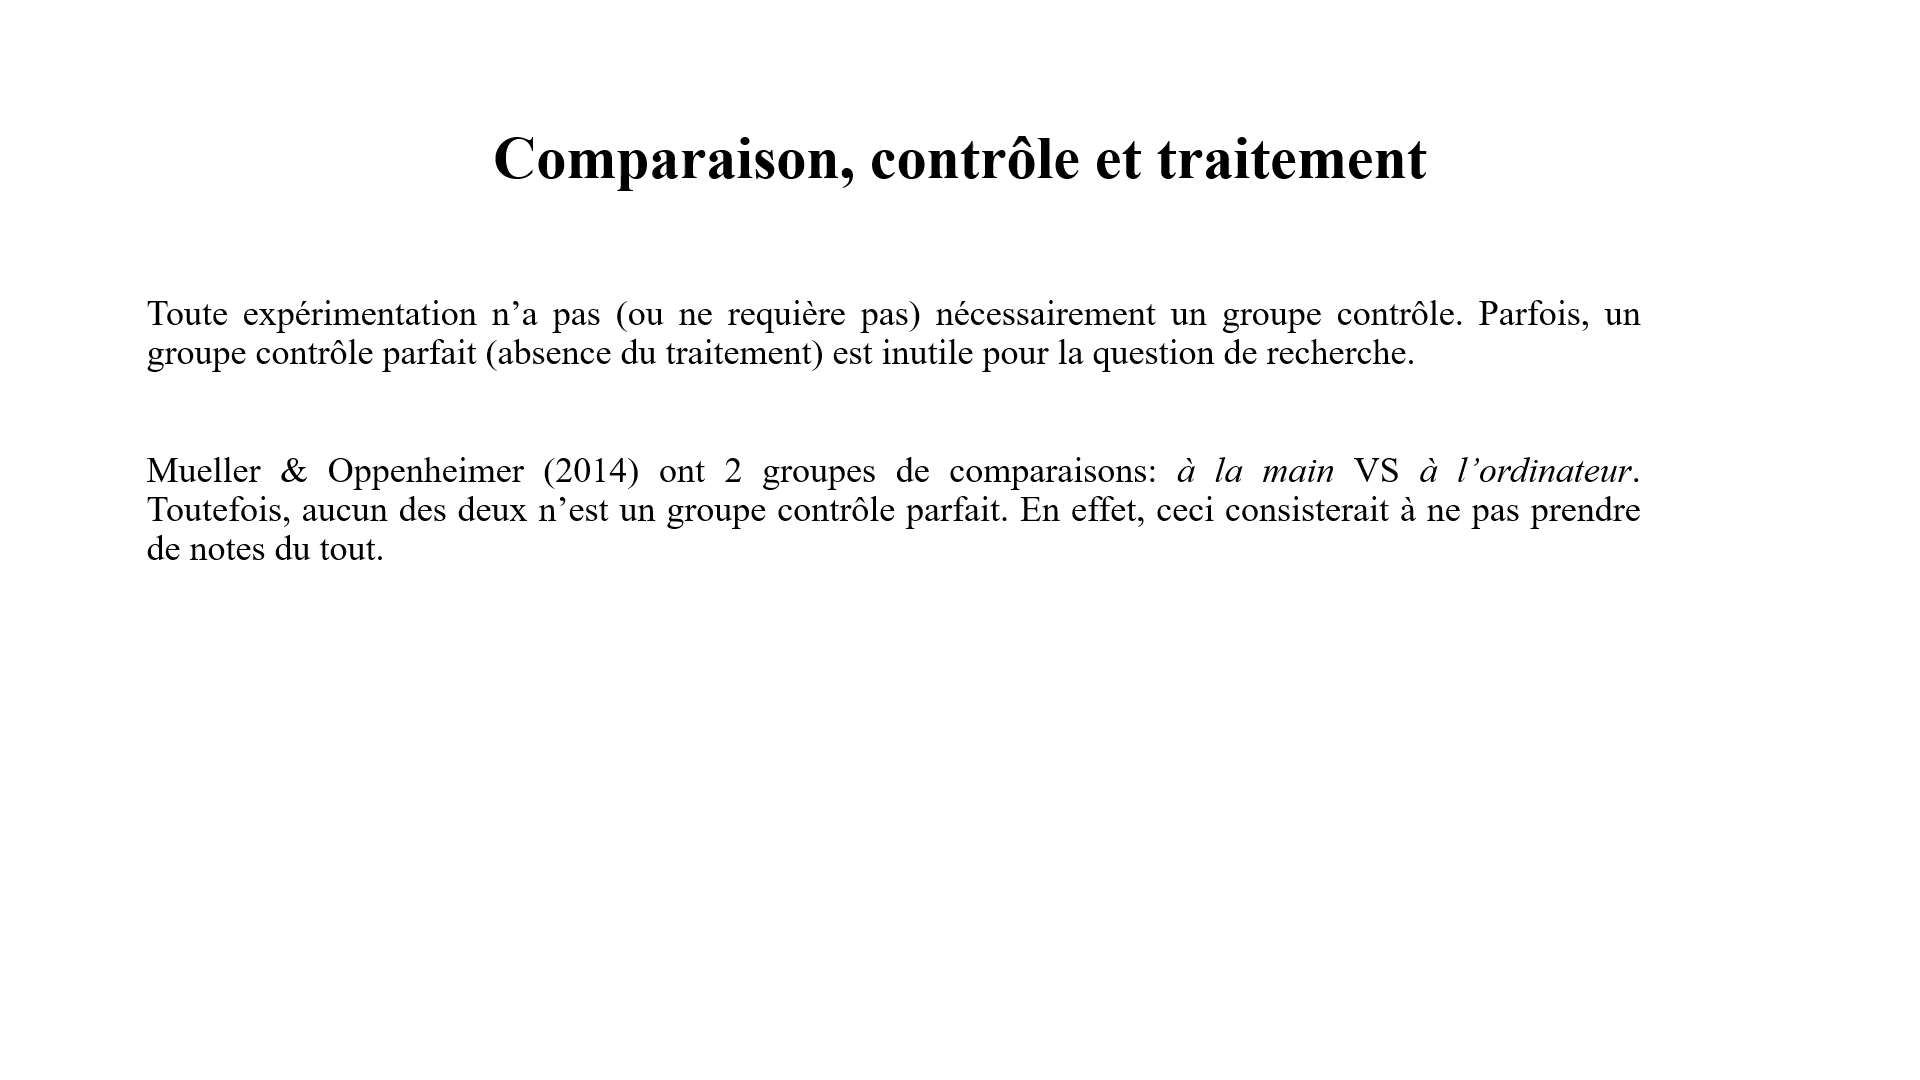 Comparaison, contrôle et traitement
Toute expérimentation n’a pas (ou ne requière pas) nécessairement un groupe contrôle. Parfois, un
groupe contrôle parfait (absence du traitement) est inutile pour la question de recherche.
Mueller & Oppenheimer (2014) ont 2 groupes de comparaisons: à la main VS à l’ordinateur.
Toutefois, aucun des deux n’est un groupe contrôle parfait. En effet, ceci consisterait à ne pas prendre
de notes du tout.